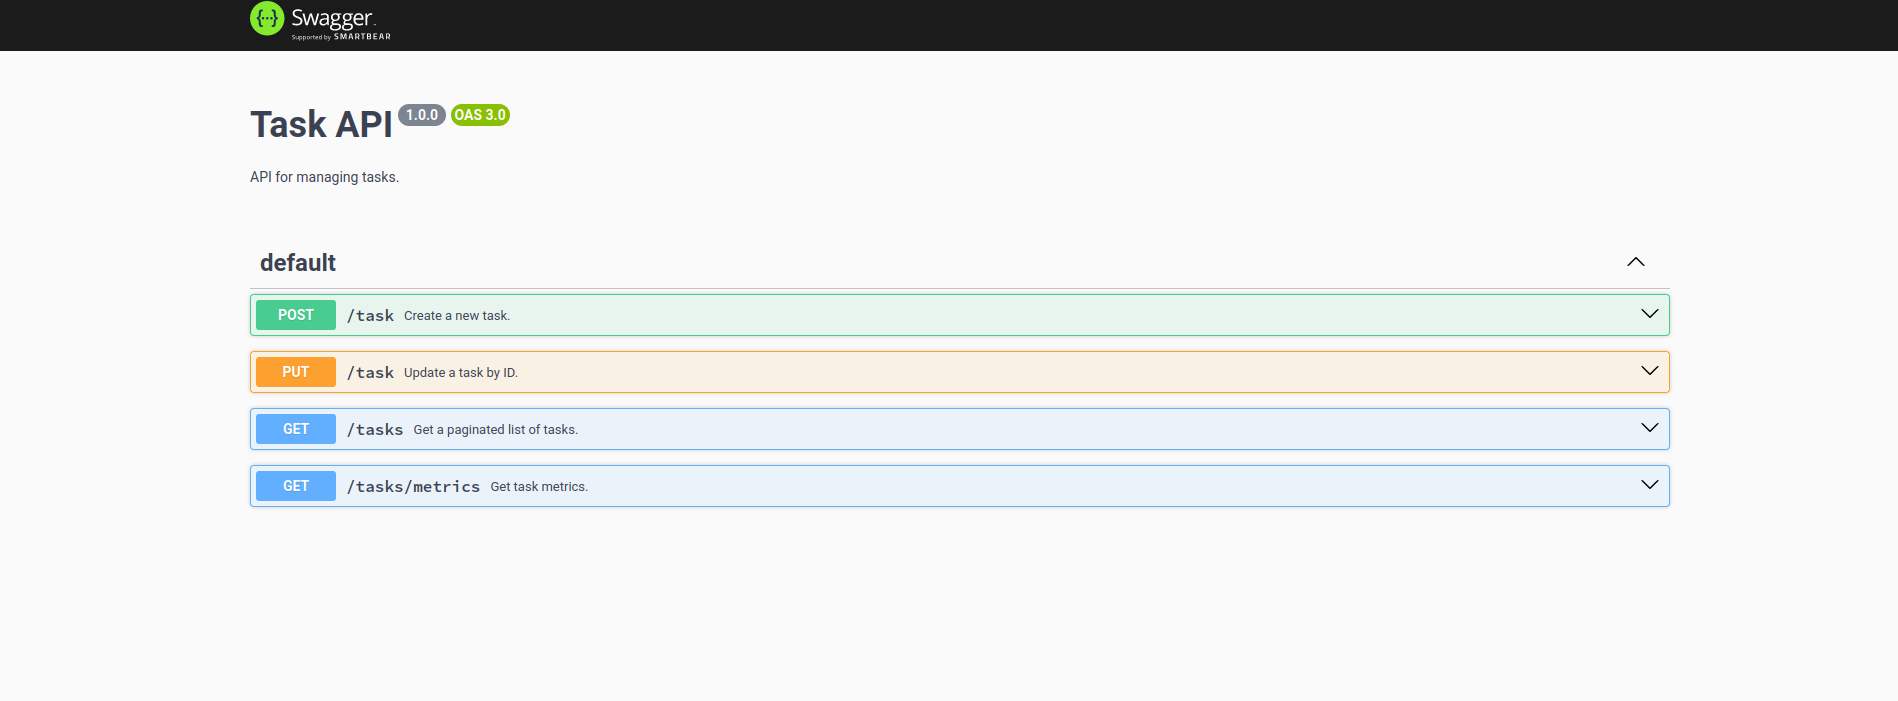 {···} Swagger.
Supported by SMARTBEAR
Task API 1.0.0 OAS 3.0
API for managing tasks.
default
POST /task Create a new task.
PUT /task Update a task by ID.
GET /tasks Get a paginated list of tasks.
GET /tasks/metrics Get task metrics.